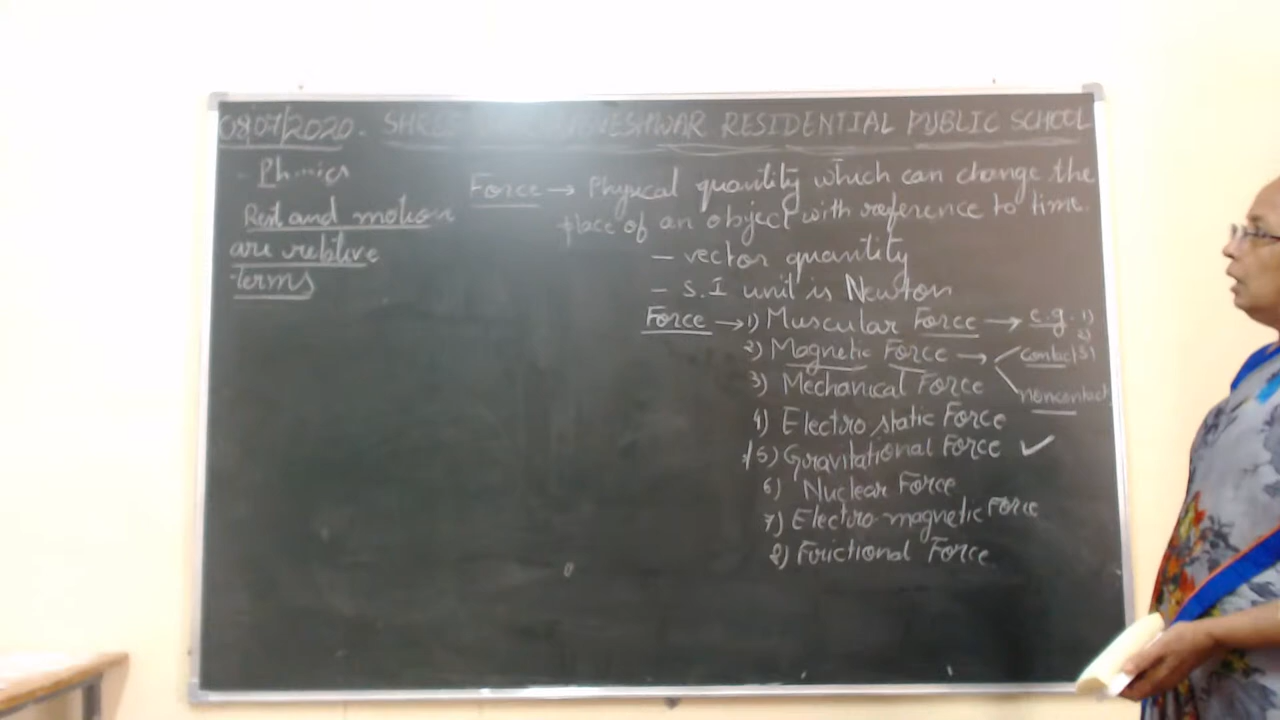 08/07/2020. SHREE RESIDENTIAL PUBLIC SCHOOL
Physics
Rest and motion
are relative
terms
Force → Physical quantity which can change the
place of an object with reference to time.
– vector quantity
– S.I unit is Newton
Force → 1) Muscular Force → e.g. 1)
2)
2) Magnetic Force → contact
noncontact
3) Mechanical Force
4) Electro static Force
5) Gravitational Force ✓
6) Nuclear Force
7) Electro-magnetic Force
8) Frictional Force